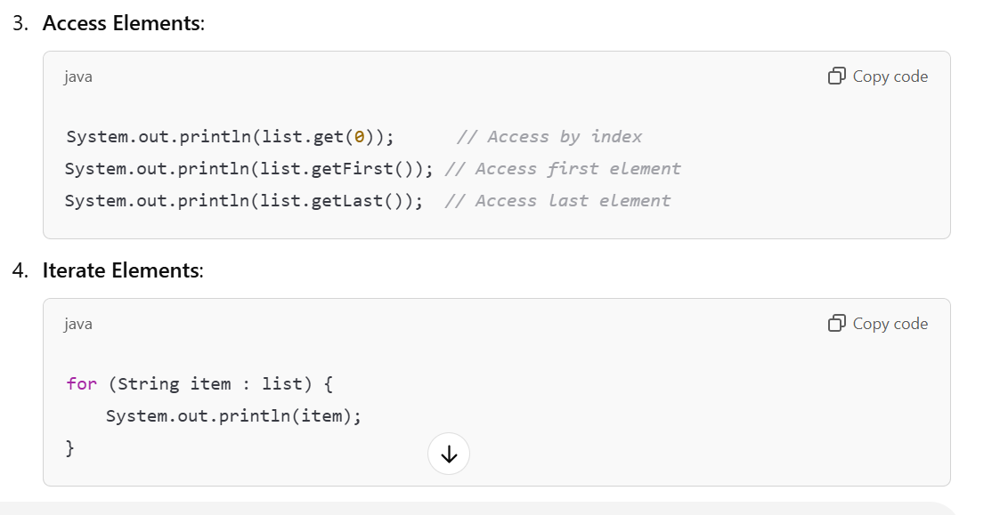 3. Access Elements:
java Copy code
System.out.println(list.get(0));      // Access by index
System.out.println(list.getFirst()); // Access first element
System.out.println(list.getLast());  // Access last element
4. Iterate Elements:
java Copy code
for (String item : list) {
    System.out.println(item);
}